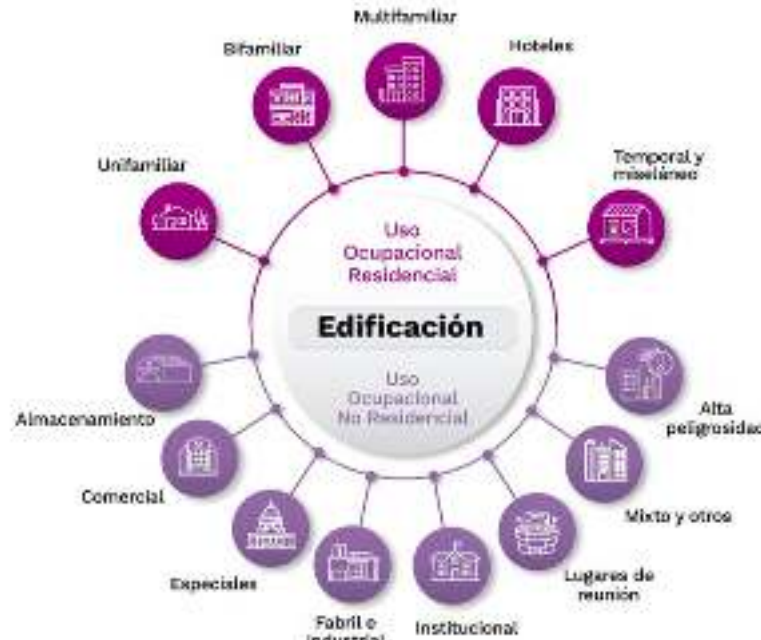 Multifamiliar
Bifamiliar
Hoteles
Unifamiliar
Temporal y
misceláneo
Uso
Ocupacional
Residencial
Edificación
Uso
Ocupacional
No Residencial
Almacenamiento
Alta
peligrosidad
Comercial
Mixto y otros
Especiales
Lugares de
reunión
Fabril e
Industrial
Institucional